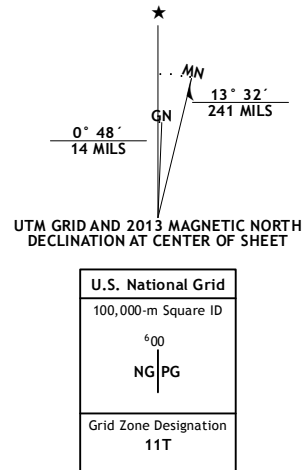 ★
MN
GN
0° 48´
14 MILS
13° 32´
241 MILS
UTM GRID AND 2013 MAGNETIC NORTH
DECLINATION AT CENTER OF SHEET
U.S. National Grid
100,000-m Square ID
⁶00
NG PG
Grid Zone Designation
11T